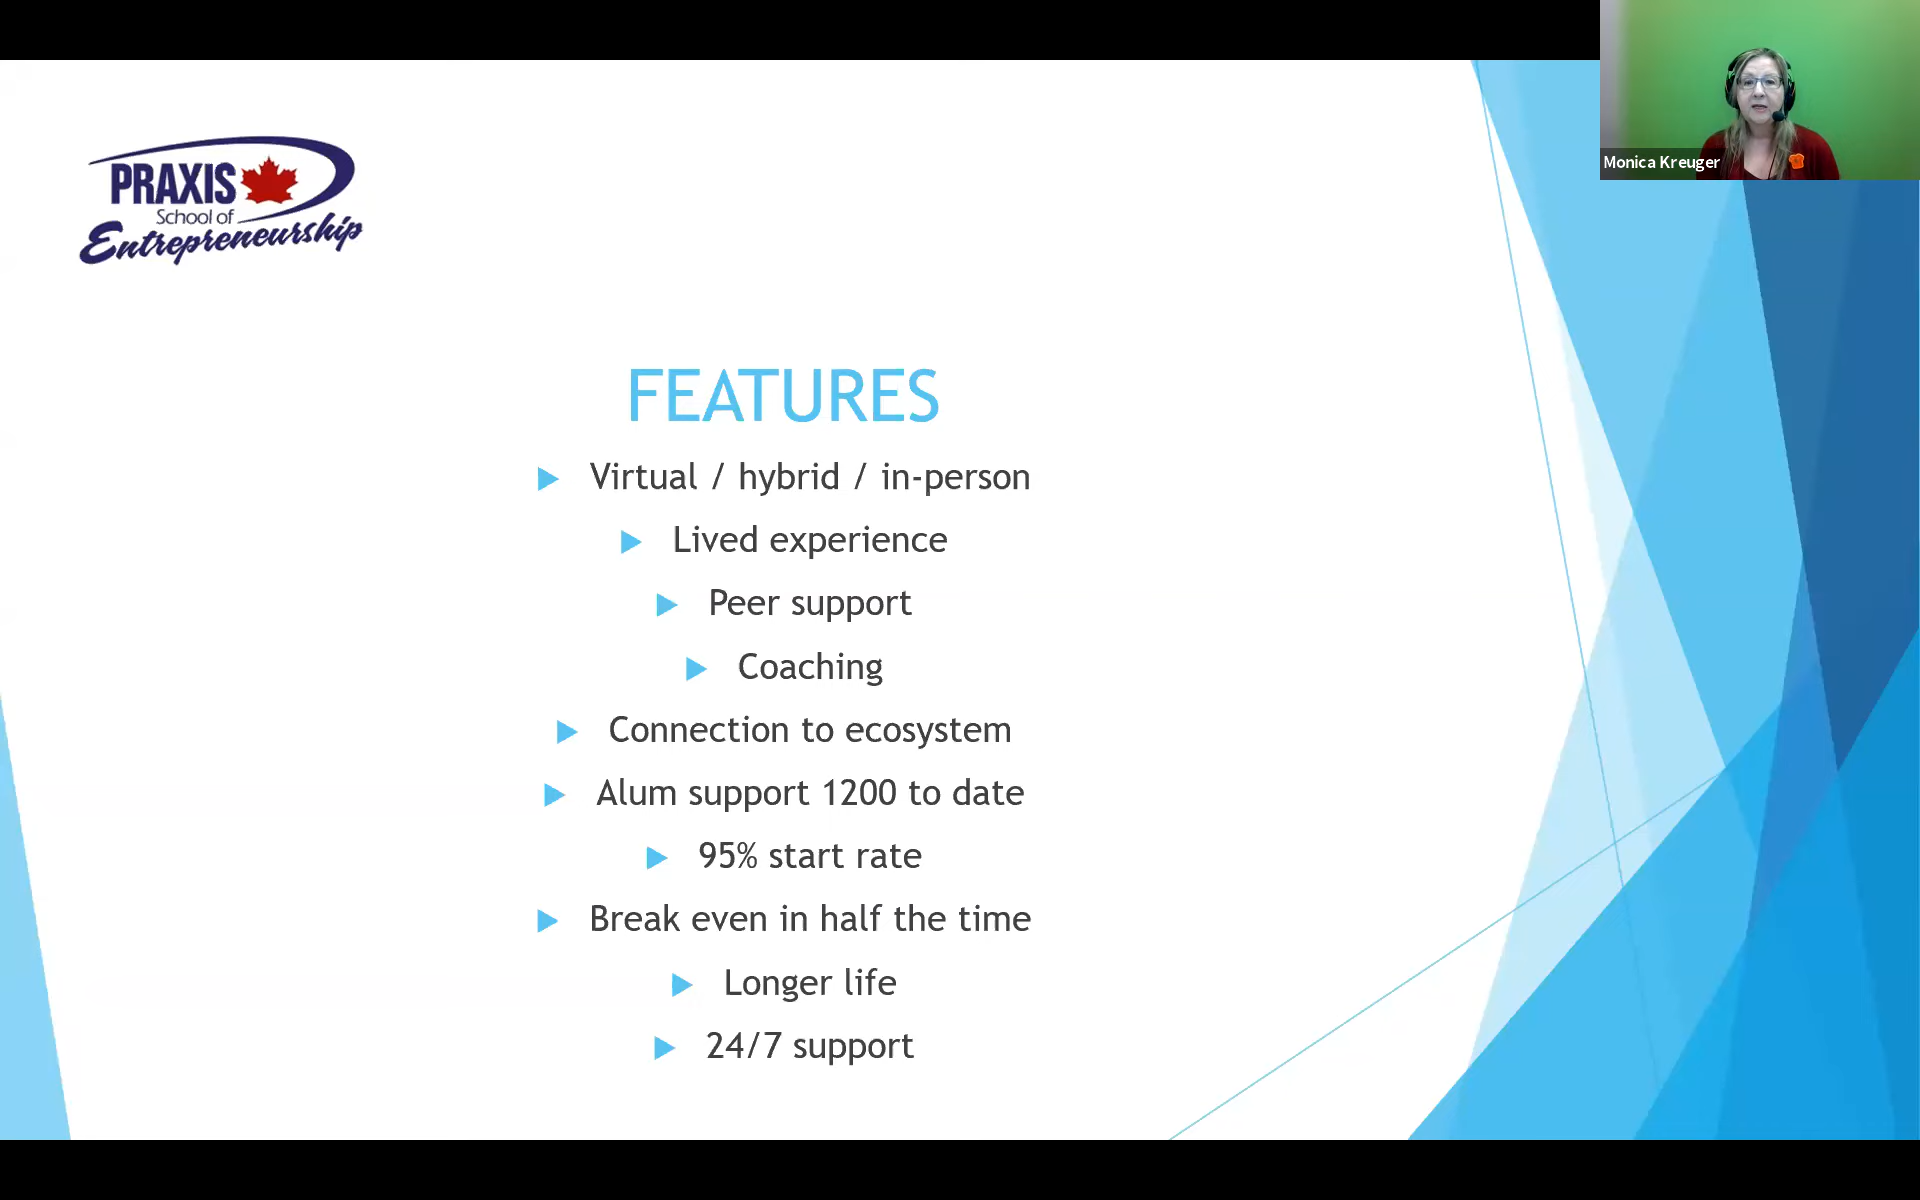 Monica Kreuger
PRAXIS
School of
Entrepreneurship
FEATURES
Virtual / hybrid / in-person
Lived experience
Peer support
Coaching
Connection to ecosystem
Alum support 1200 to date
95% start rate
Break even in half the time
Longer life
24/7 support